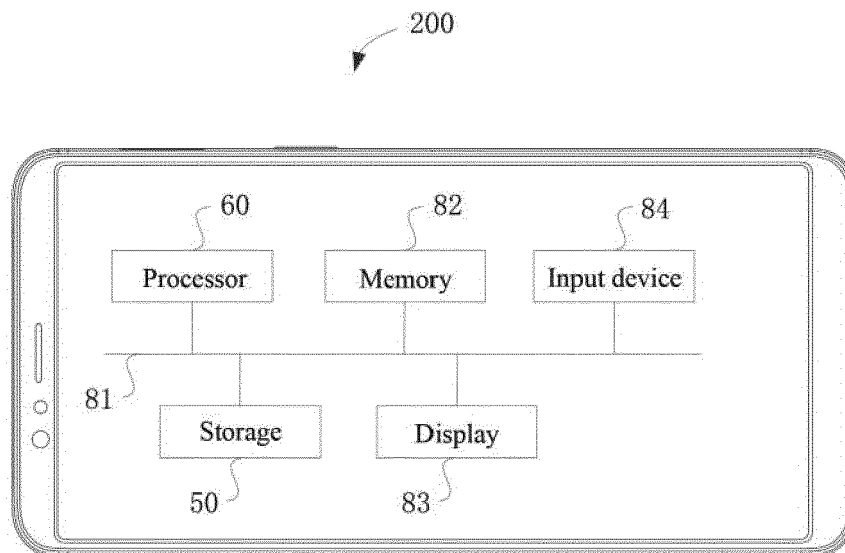 200
60
82
84
Processor
Memory
Input device
81
Storage
Display
50
83